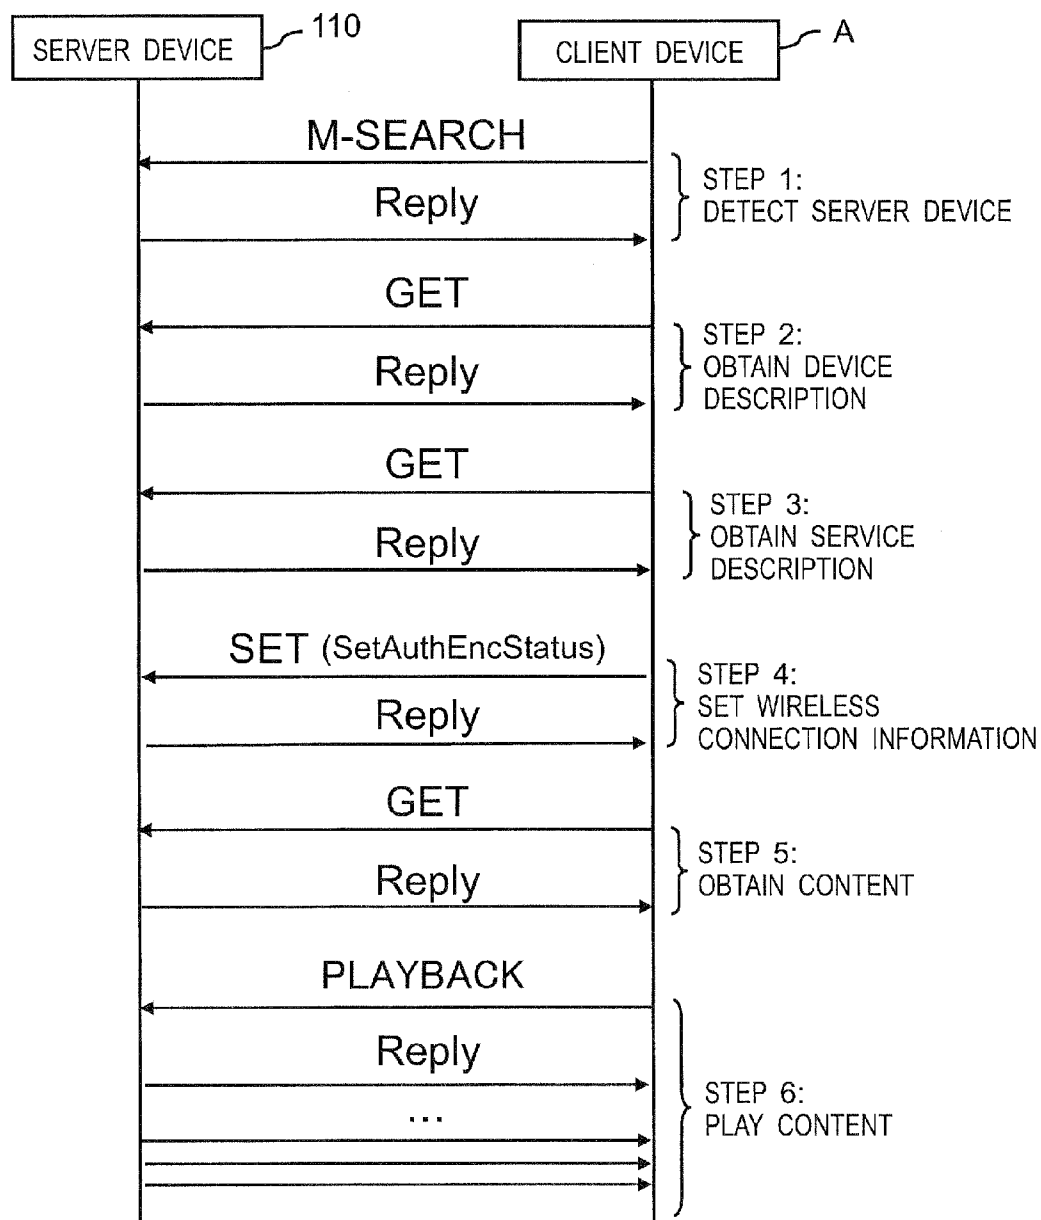 SERVER DEVICE
110
CLIENT DEVICE
A
M-SEARCH
Reply
STEP 1:
DETECT SERVER DEVICE
GET
Reply
STEP 2:
OBTAIN DEVICE
DESCRIPTION
GET
Reply
STEP 3:
OBTAIN SERVICE
DESCRIPTION
SET (SetAuthEncStatus)
Reply
STEP 4:
SET WIRELESS
CONNECTION INFORMATION
GET
Reply
STEP 5:
OBTAIN CONTENT
PLAYBACK
Reply
...
STEP 6:
PLAY CONTENT